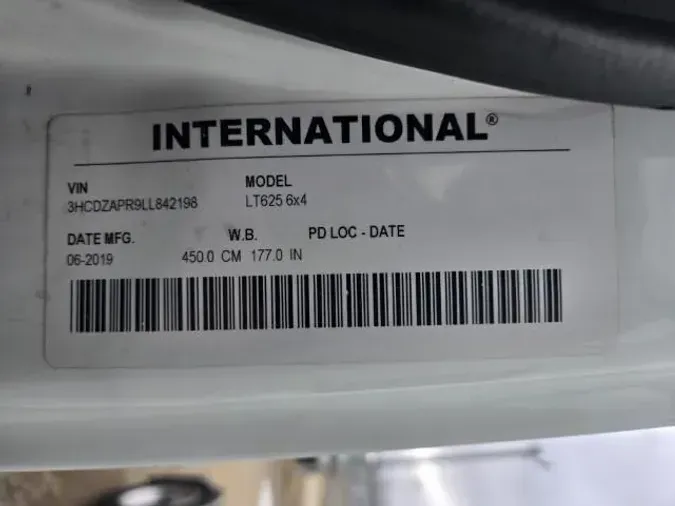 INTERNATIONAL®
VIN MODEL
3HCDZAPR9LL842198 LT625 6x4
DATE MFG. W.B. PD LOC - DATE
06-2019 450.0 CM 177.0 IN